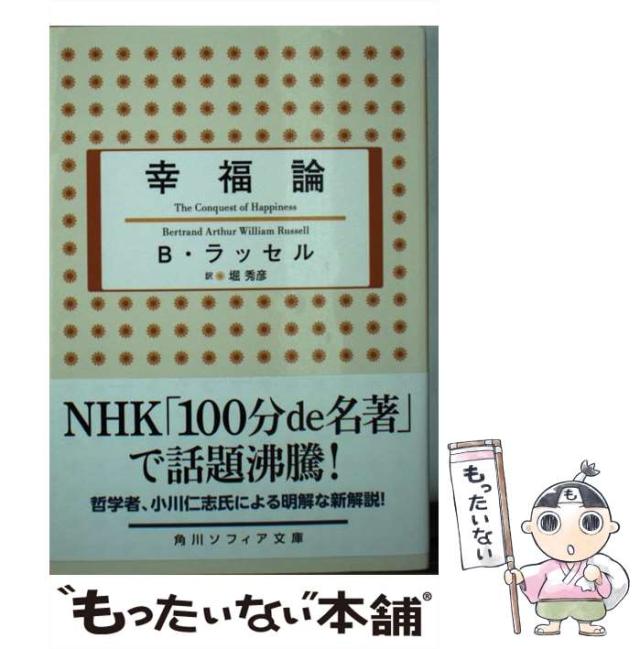 幸福論
The Conquest of Happiness
Bertrand Arthur William Russell
B・ラッセル
訳 堀 秀彦
NHK「100分de名著」
で話題沸騰!
哲学者、小川仁志氏による明解な新解説!
角川ソフィア文庫
"もったいない"本舗®
も
もったいない